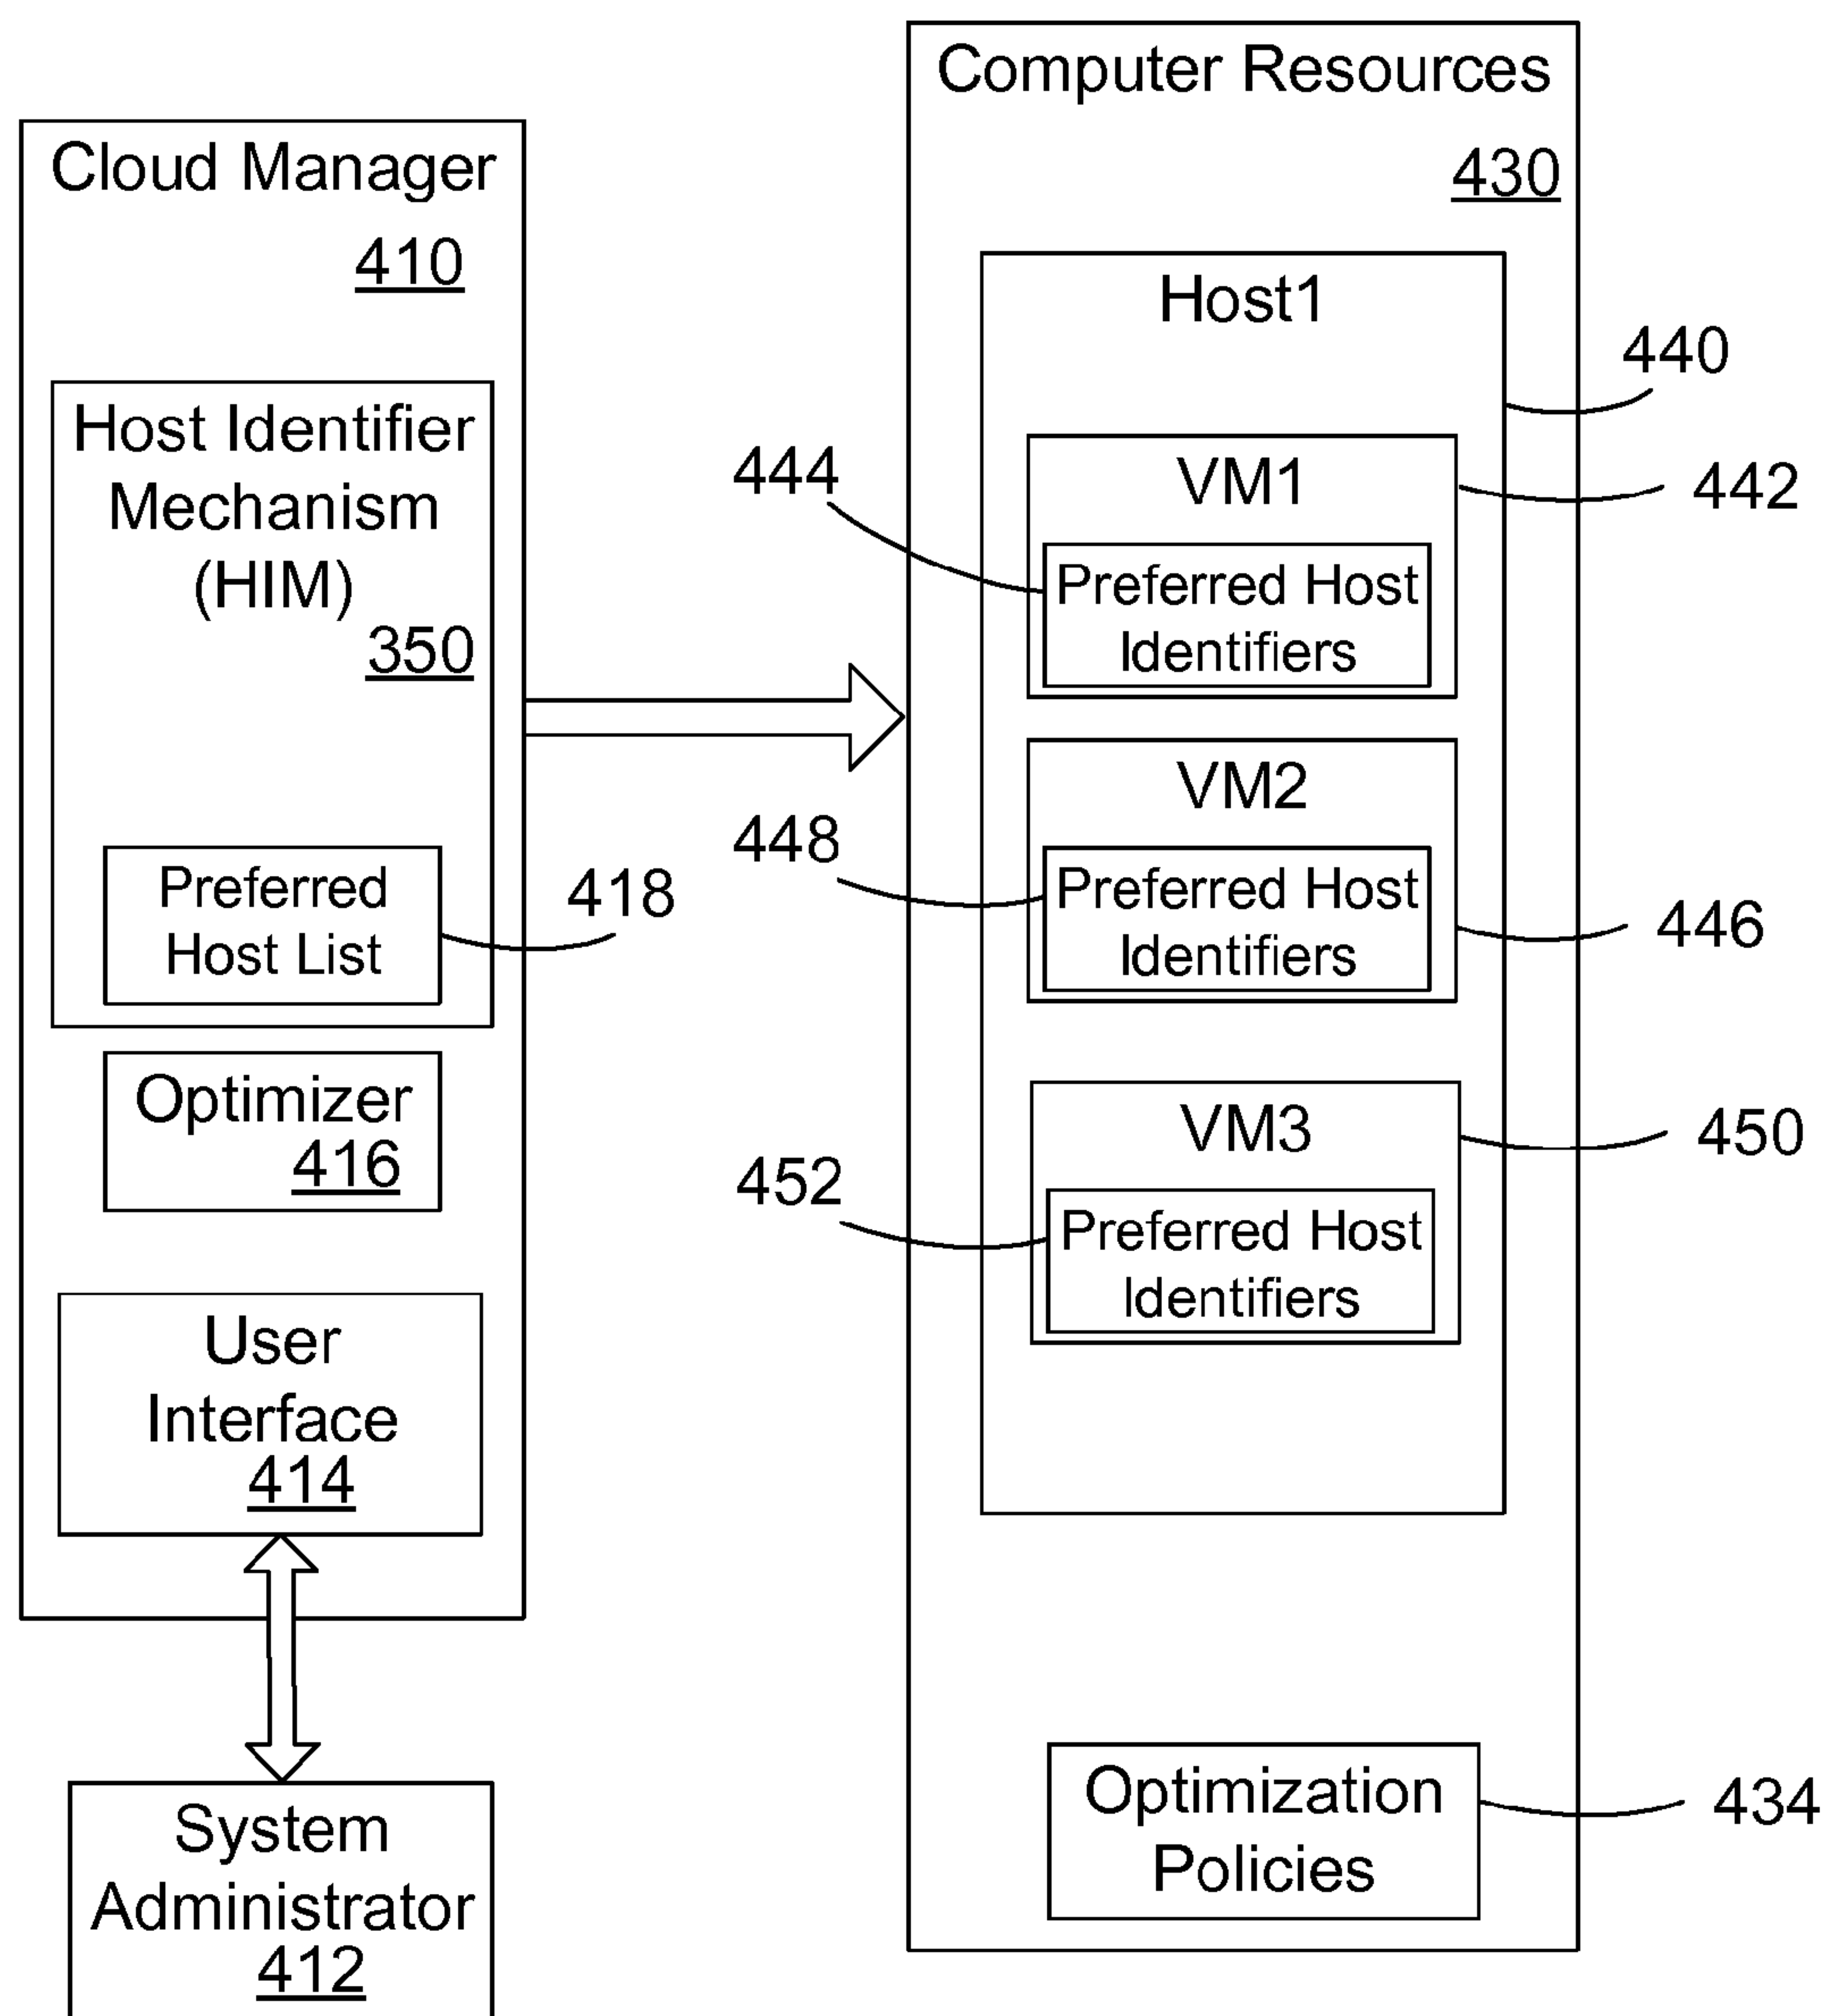 Cloud Manager
410
Host Identifier
Mechanism
(HIM)
350
Preferred
Host List
418
Optimizer
416
User
Interface
414
System
Administrator
412
Computer Resources
430
Host1
440
VM1
442
444
Preferred Host
Identifiers
VM2
446
448
Preferred Host
Identifiers
VM3
450
452
Preferred Host
Identifiers
Optimization
Policies
434